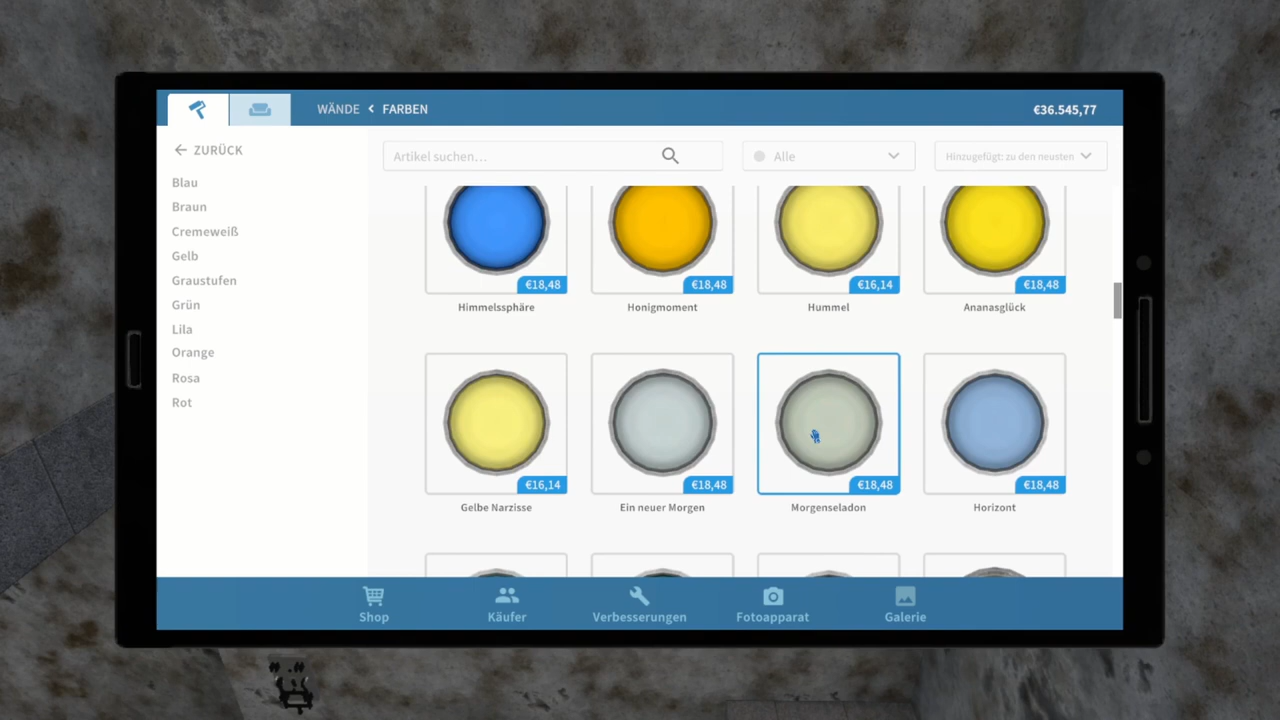 WÄNDE < FARBEN
€36.545,77
ZURÜCK
Artikel suchen...
Alle
Hinzugefügt: zu den neusten
Blau
Braun
Cremeweiß
Gelb
Graustufen
Grün
Lila
Orange
Rosa
Rot
€18,48
€18,48
€16,14
€18,48
Himmelssphäre
Honigmoment
Hummel
Ananasglück
€16,14
€18,48
€18,48
€18,48
Gelbe Narzisse
Ein neuer Morgen
Morgenseladon
Horizont
Shop
Käufer
Verbesserungen
Fotoapparat
Galerie